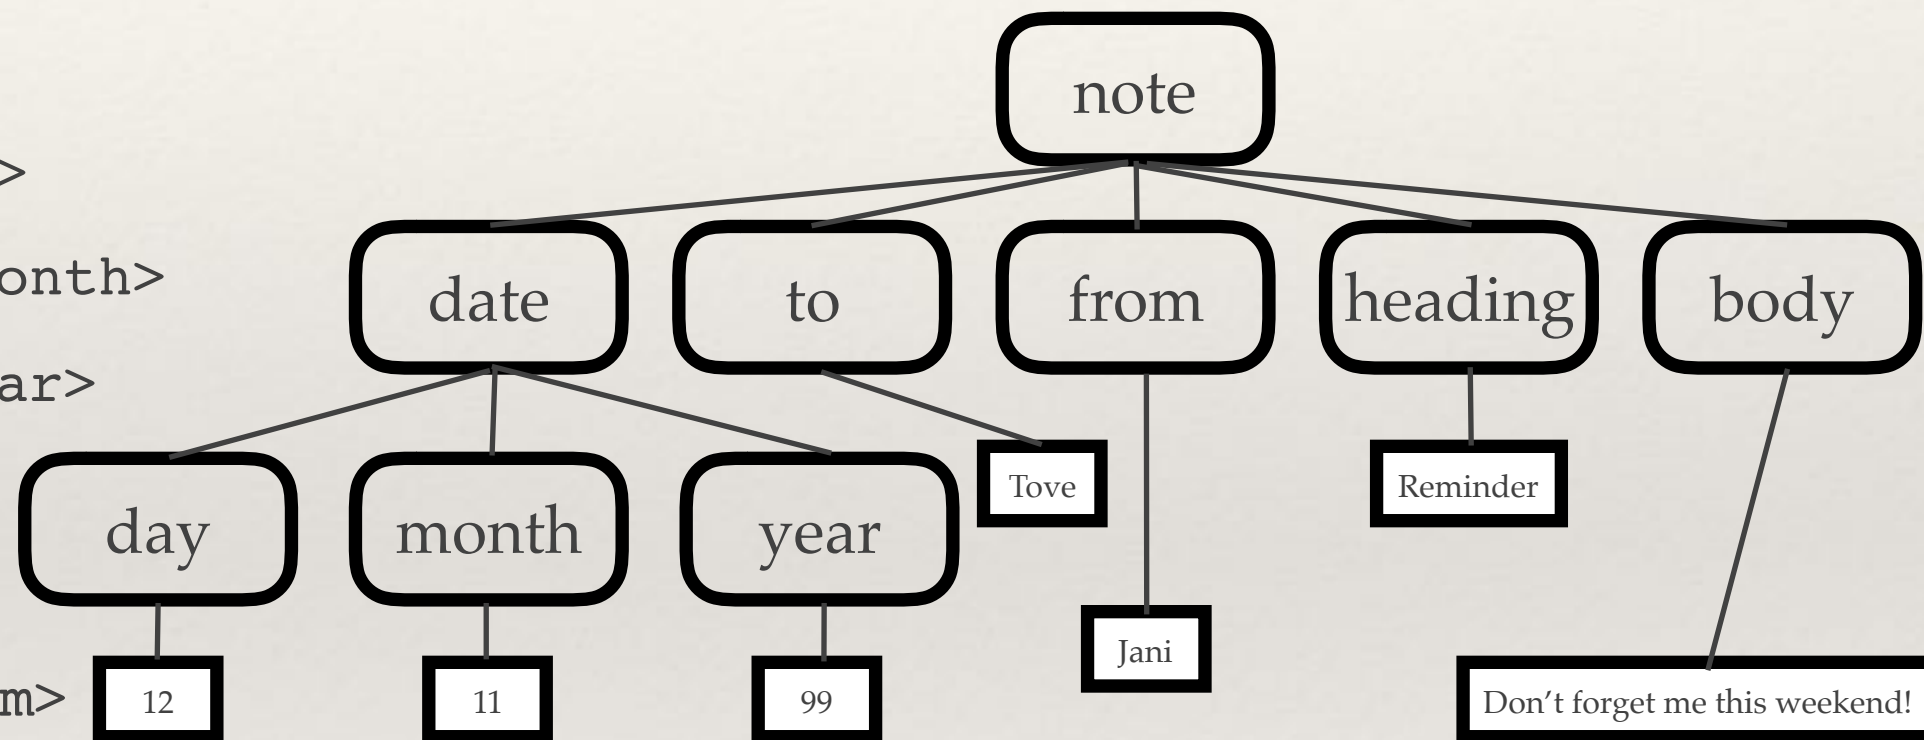 note
>
onth>
date to from heading body
ar>
Tove Reminder
day month year
Jani
m> 12 11 99 Don’t forget me this weekend!